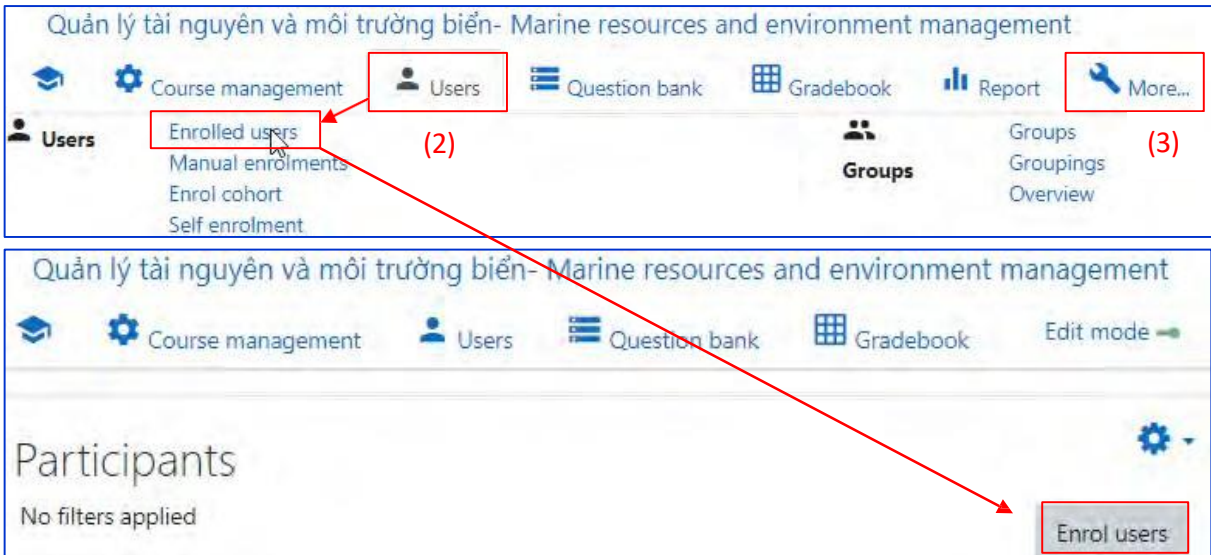 Quản lý tài nguyên và môi trường biển- Marine resources and environment management
Course management Users Question bank Gradebook Report More...
Users Enrolled users (2) Groups Groups (3)
Manual enrolments Groupings
Enrol cohort Overview
Self enrolment
Quản lý tài nguyên và môi trường biển- Marine resources and environment management
Course management Users Question bank Gradebook Edit mode
Participants
No filters applied
Enrol users